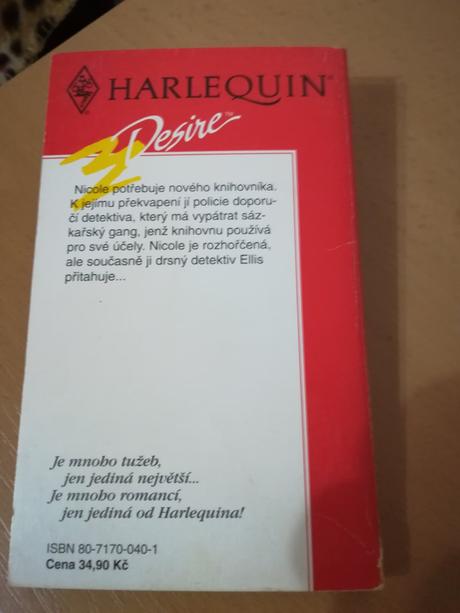 HARLEQUIN®
Desire™
Nicole potřebuje nového knihovníka.
K jejímu překvapení jí policie doporu-
čí detektiva, který má vypátrat sáz-
kařský gang, jenž knihovnu používá
pro své účely. Nicole je rozhořčená,
ale současně ji drsný detektiv Ellis
přitahuje...
Je mnoho tužeb,
jen jediná největší...
Je mnoho romancí,
jen jediná od Harlequina!
ISBN 80-7170-040-1
Cena 34,90 Kč